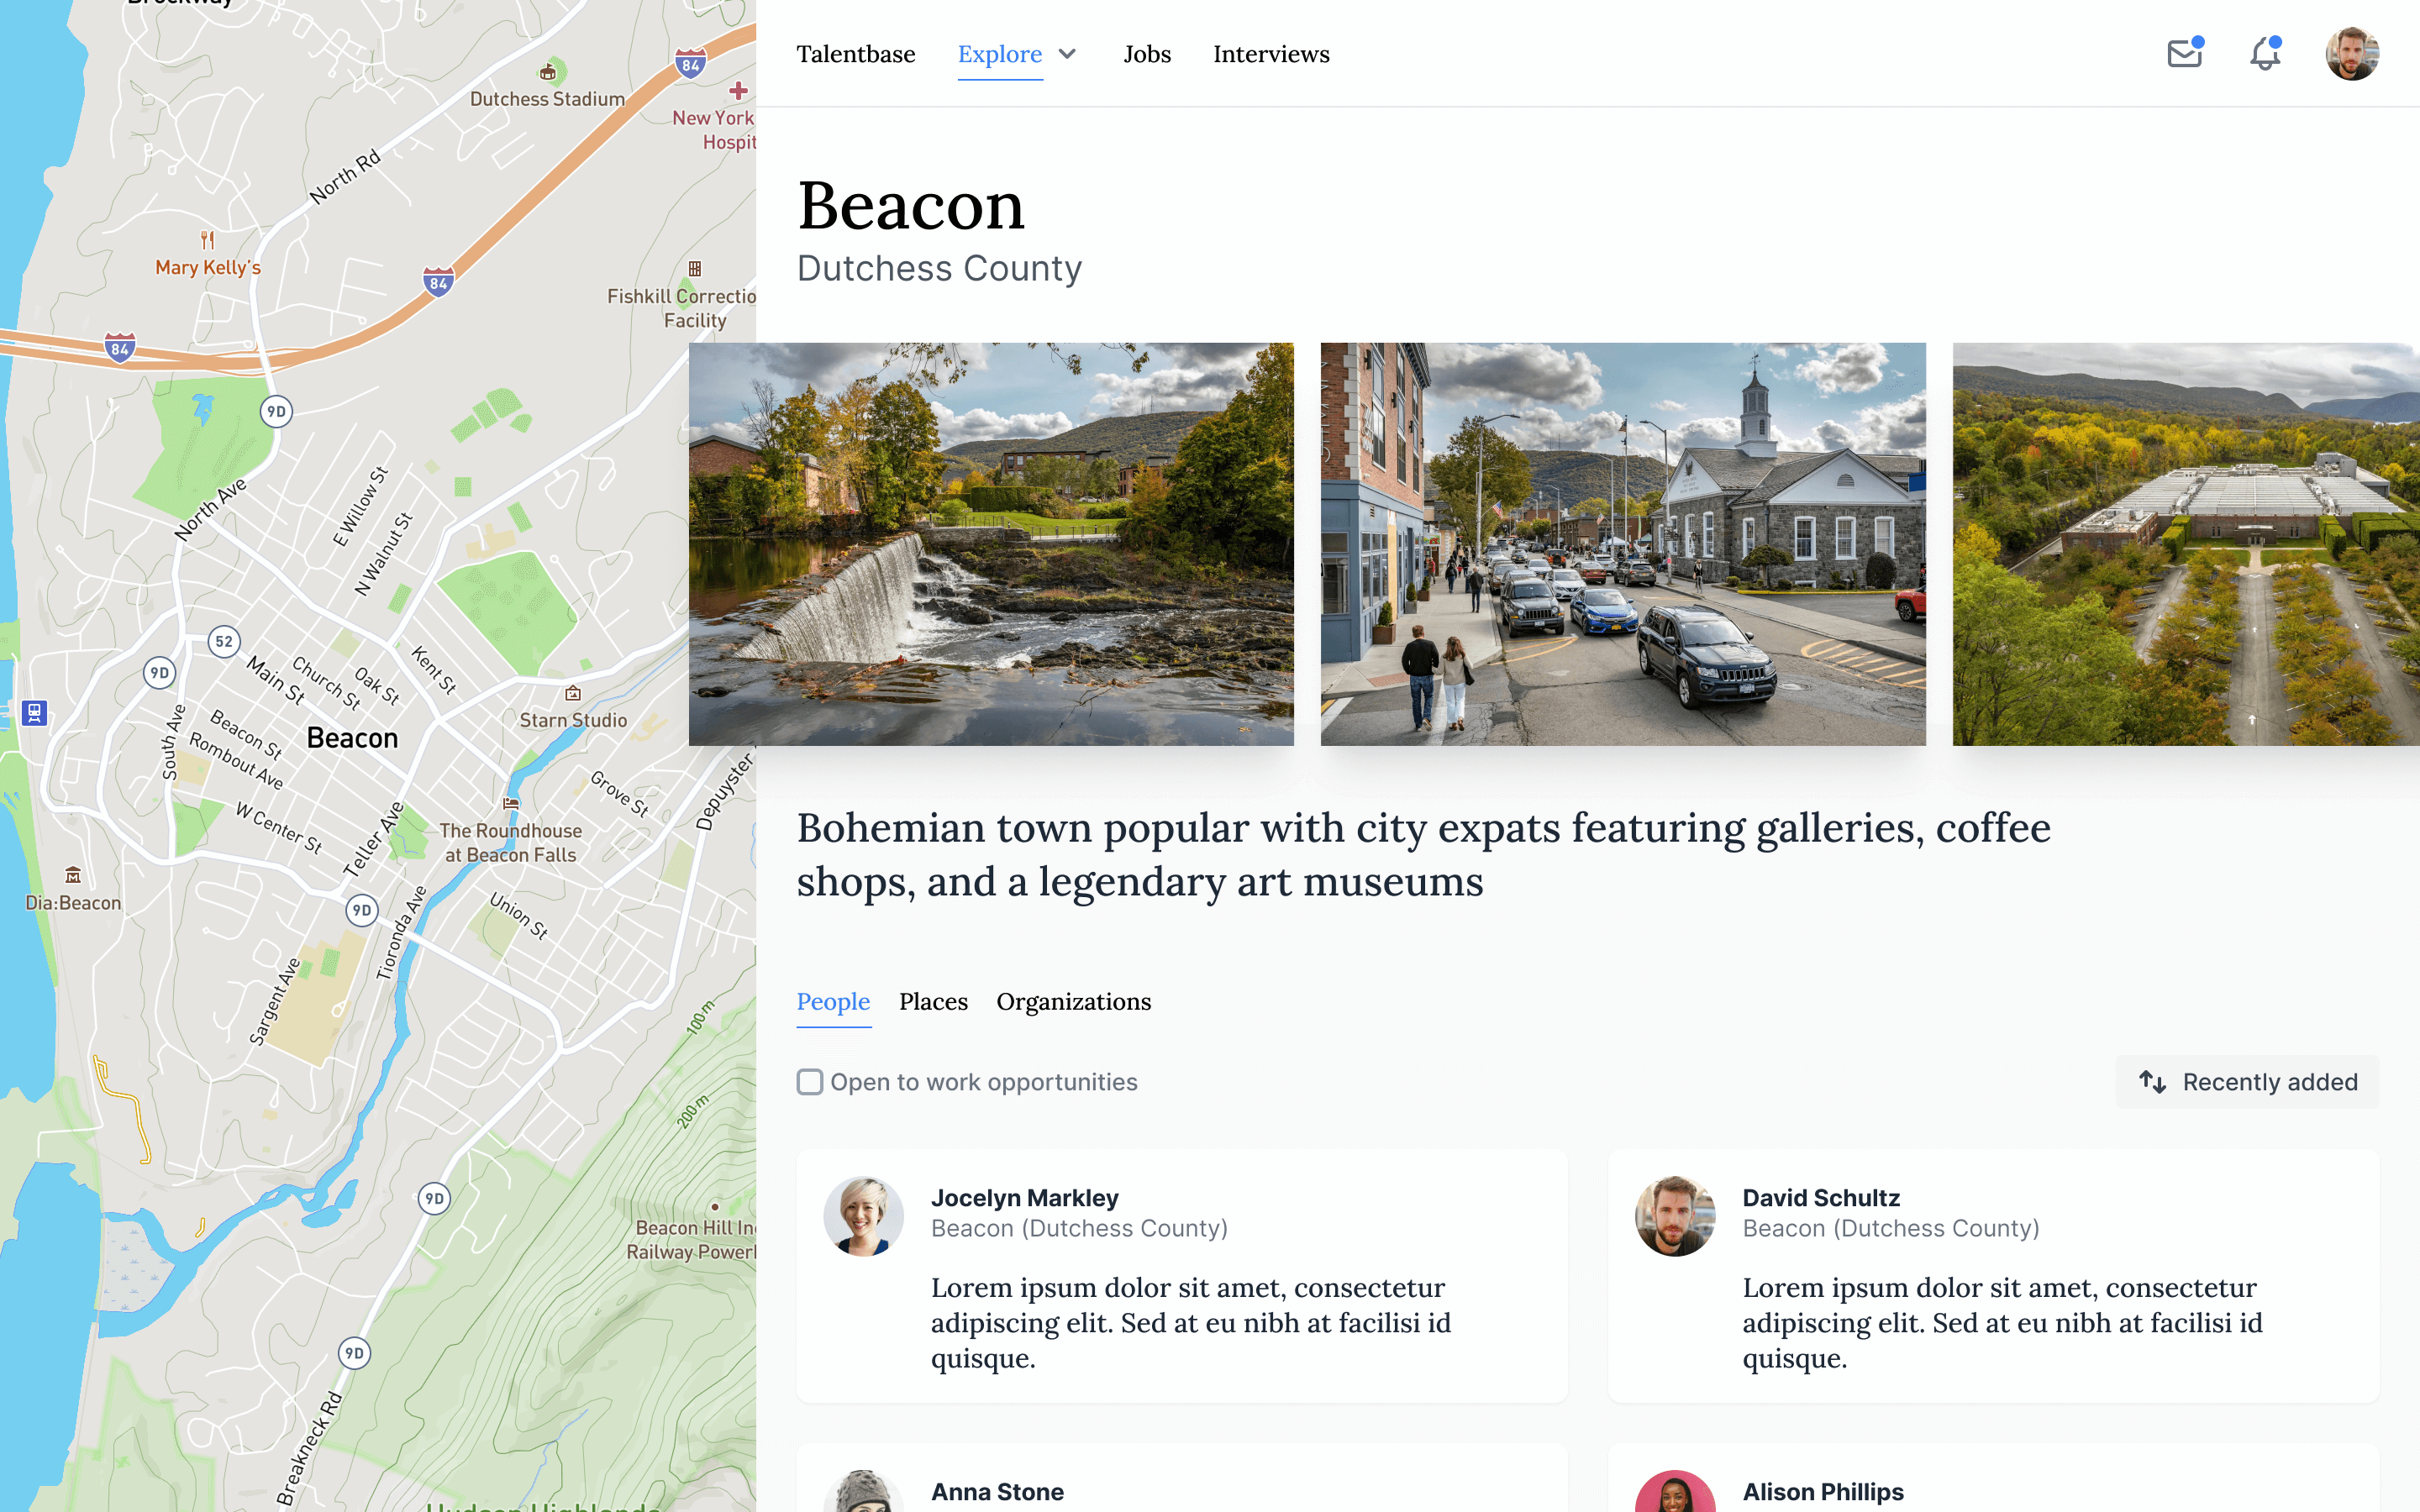 Talentbase
Explore
Jobs
Interviews
Beacon
Dutchess County
Bohemian town popular with city expats featuring galleries, coffee
shops, and a legendary art museums
People
Places
Organizations
Open to work opportunities
Recently added
Jocelyn Markley
Beacon (Dutchess County)
Lorem ipsum dolor sit amet, consectetur
adipiscing elit. Sed at eu nibh at facilisi id
quisque.
David Schultz
Beacon (Dutchess County)
Lorem ipsum dolor sit amet, consectetur
adipiscing elit. Sed at eu nibh at facilisi id
quisque.
Anna Stone
Alison Phillips
Dutchess Stadium
84
New York
Hospit
North Rd
Mary Kelly's
84
Fishkill Correctio
Facility
84
9D
North Ave
E Willow St
N Walnut St
52
9D
Main St
Church St
Oak St
Kent St
Starn Studio
South Ave
Beacon St
Beacon
Rombout Ave
Grove St
Depuyster
W Center St
Teller Ave
The Roundhouse
at Beacon Falls
Dia:Beacon
9D
Tioronda Ave
Union St
Sargent Ave
100 m
200 m
9D
Beacon Hill In
Railway Power
9D
Breakneck Rd